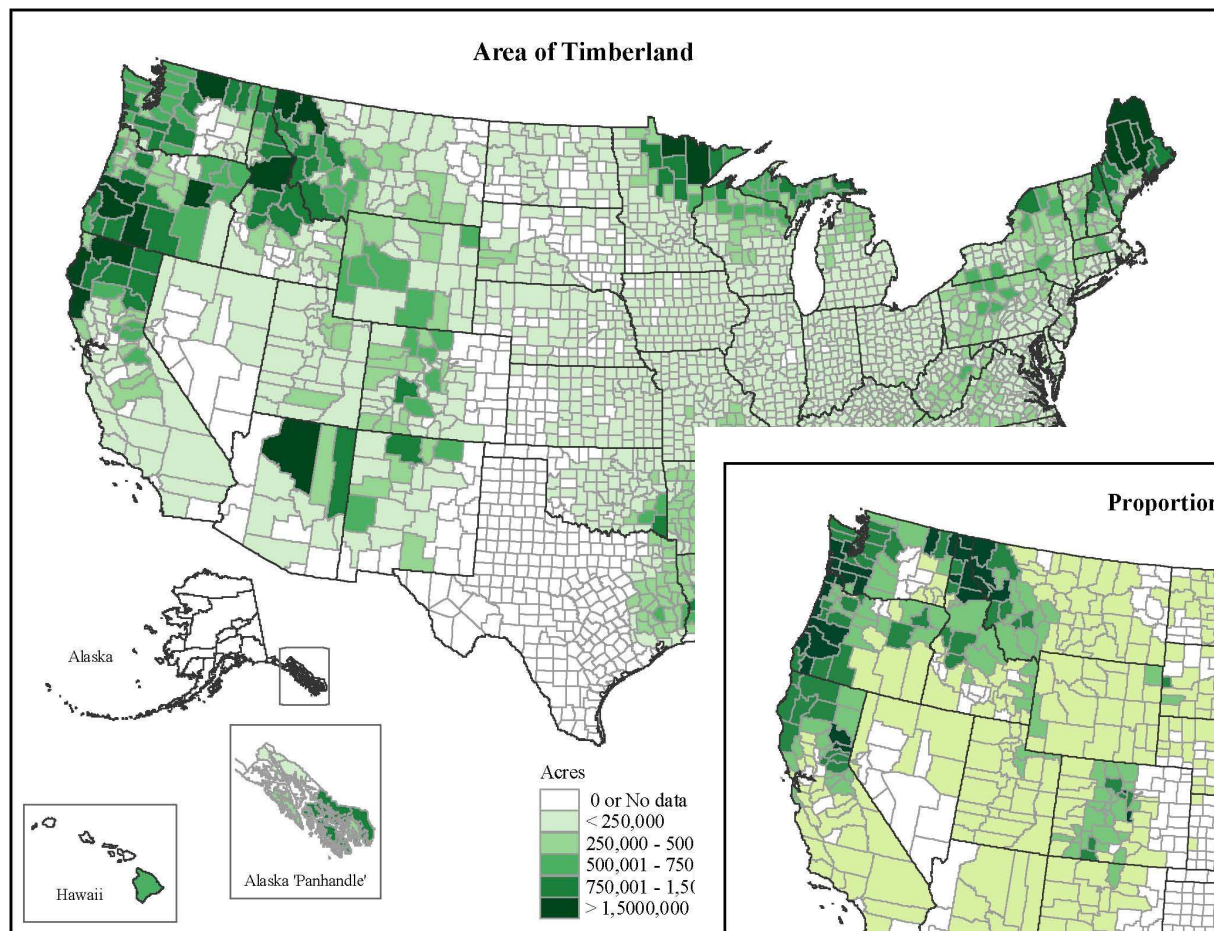 Area of Timberland
Proportion
Alaska
Alaska 'Panhandle'
Hawaii
Acres
0 or No data
< 250,000
250,000 - 500
500,001 - 750
750,001 - 1,50
> 1,5000,000